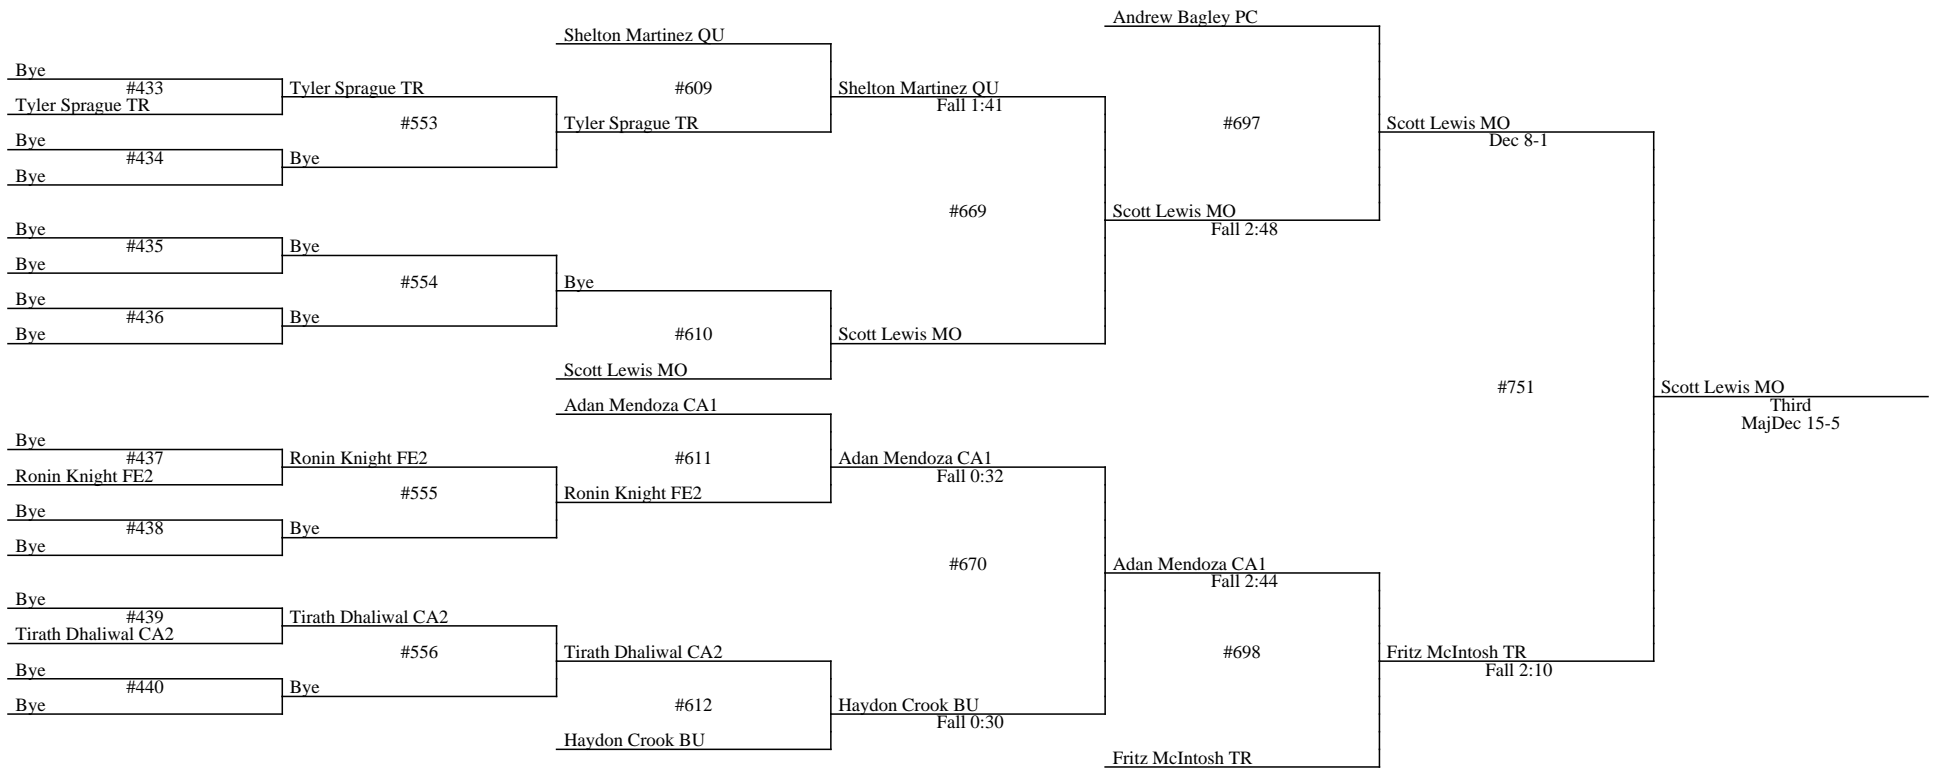 Andrew Bagley PC
Shelton Martinez QU
Bye
#433
Tyler Sprague TR
#609
Shelton Martinez QU
Tyler Sprague TR
Fall 1:41
#553
Tyler Sprague TR
#697
Scott Lewis MO
Bye
Dec 8-1
#434
Bye
Bye
#669
Scott Lewis MO
Bye
Fall 2:48
#435
Bye
Bye
#554
Bye
Bye
#436
Bye
Bye
#610
Scott Lewis MO
Scott Lewis MO
#751
Scott Lewis MO
Adan Mendoza CA1
Third
MajDec 15-5
Bye
#437
Ronin Knight FE2
#611
Adan Mendoza CA1
Ronin Knight FE2
Fall 0:32
#555
Ronin Knight FE2
Bye
#438
Bye
Bye
#670
Adan Mendoza CA1
Fall 2:44
Bye
#439
Tirath Dhaliwal CA2
Tirath Dhaliwal CA2
#556
Tirath Dhaliwal CA2
#698
Fritz McIntosh TR
Bye
Fall 2:10
#440
Bye
Bye
#612
Haydon Crook BU
Fall 0:30
Haydon Crook BU
Fritz McIntosh TR